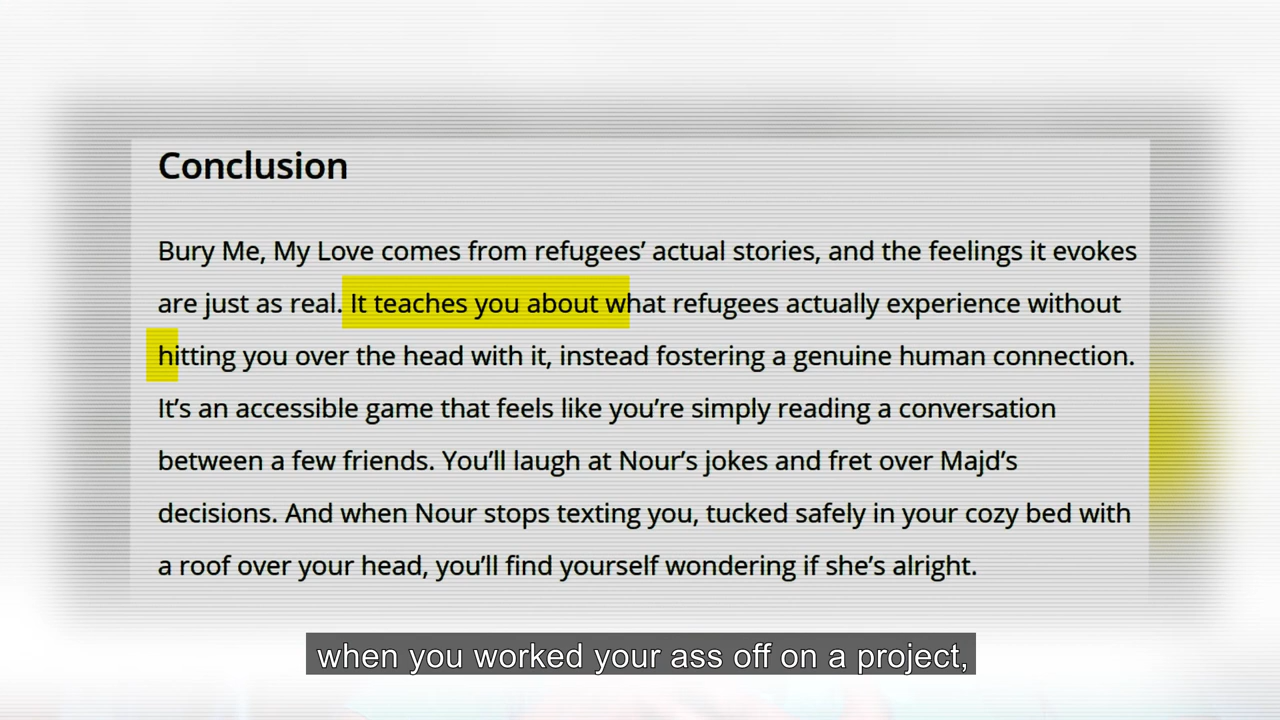 Conclusion
Bury Me, My Love comes from refugees’ actual stories, and the feelings it evokes
are just as real. It teaches you about what refugees actually experience without
hitting you over the head with it, instead fostering a genuine human connection.
It’s an accessible game that feels like you’re simply reading a conversation
between a few friends. You’ll laugh at Nour’s jokes and fret over Majd’s
decisions. And when Nour stops texting you, tucked safely in your cozy bed with
a roof over your head, you’ll find yourself wondering if she’s alright.
when you worked your ass off on a project,